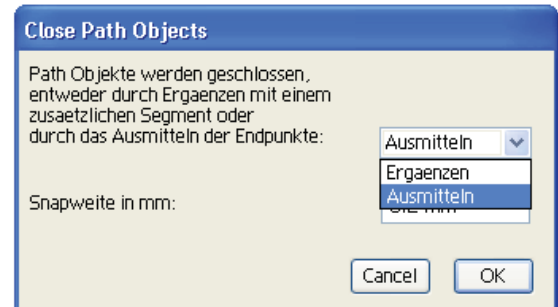 Close Path Objects
Path Objekte werden geschlossen,
entweder durch Ergaenzen mit einem
zusaetzlichen Segment oder
durch das Ausmitteln der Endpunkte:
Ausmitteln
Ergaenzen
Ausmitteln
Snapweite in mm:
mm
Cancel
OK